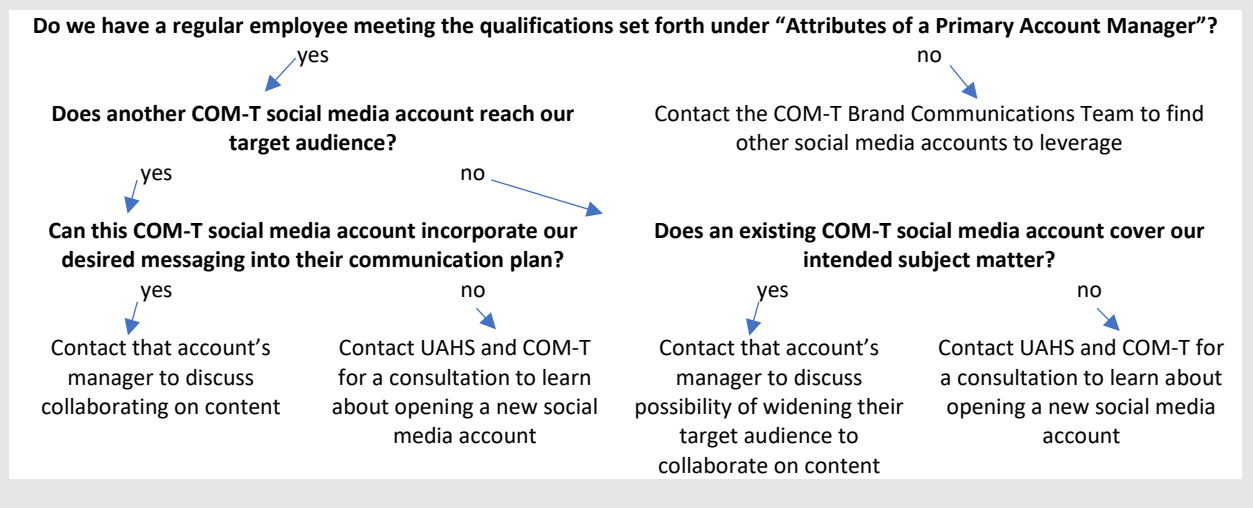 Do we have a regular employee meeting the qualifications set forth under “Attributes of a Primary Account Manager”?
yes
no
Does another COM-T social media account reach our
target audience?
Contact the COM-T Brand Communications Team to find
other social media accounts to leverage
yes
no
Can this COM-T social media account incorporate our
desired messaging into their communication plan?
Does an existing COM-T social media account cover our
intended subject matter?
yes
no
yes
no
Contact that account’s
manager to discuss
collaborating on content
Contact UAHS and COM-T
for a consultation to learn
about opening a new social
media account
Contact that account’s
manager to discuss
possibility of widening their
target audience to
collaborate on content
Contact UAHS and COM-T for
a consultation to learn about
opening a new social media
account